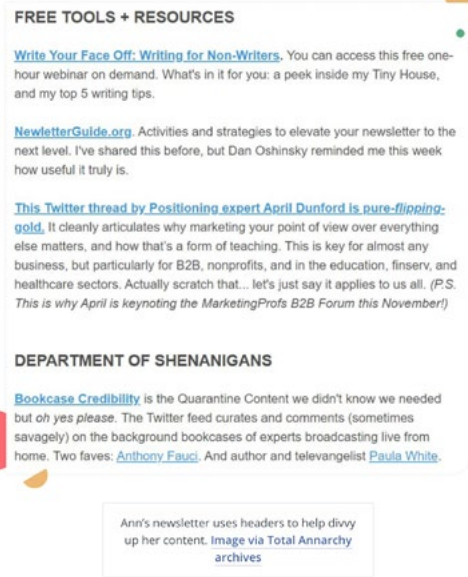 FREE TOOLS + RESOURCES
Write Your Face Off: Writing for Non-Writers. You can access this free one-
hour webinar on demand. What's in it for you: a peek inside my Tiny House,
and my top 5 writing tips.
NewletterGuide.org. Activities and strategies to elevate your newsletter to the
next level. I've shared this before, but Dan Oshinsky reminded me this week
how useful it truly is.
This Twitter thread by Positioning expert April Dunford is pure-flipping-
gold. It cleanly articulates why marketing your point of view over everything
else matters, and how that's a form of teaching. This is key for almost any
business, but particularly for B2B, nonprofits, and in the education, finserv, and
healthcare sectors. Actually scratch that... let's just say it applies to us all. (P.S.
This is why April is keynoting the MarketingProfs B2B Forum this November!)
DEPARTMENT OF SHENANIGANS
Bookcase Credibility is the Quarantine Content we didn't know we needed
but oh yes please. The Twitter feed curates and comments (sometimes
savagely) on the background bookcases of experts broadcasting live from
home. Two faves: Anthony Fauci. And author and televangelist Paula White.
Ann's newsletter uses headers to help divvy
up her content. Image via Total Annarchy
archives